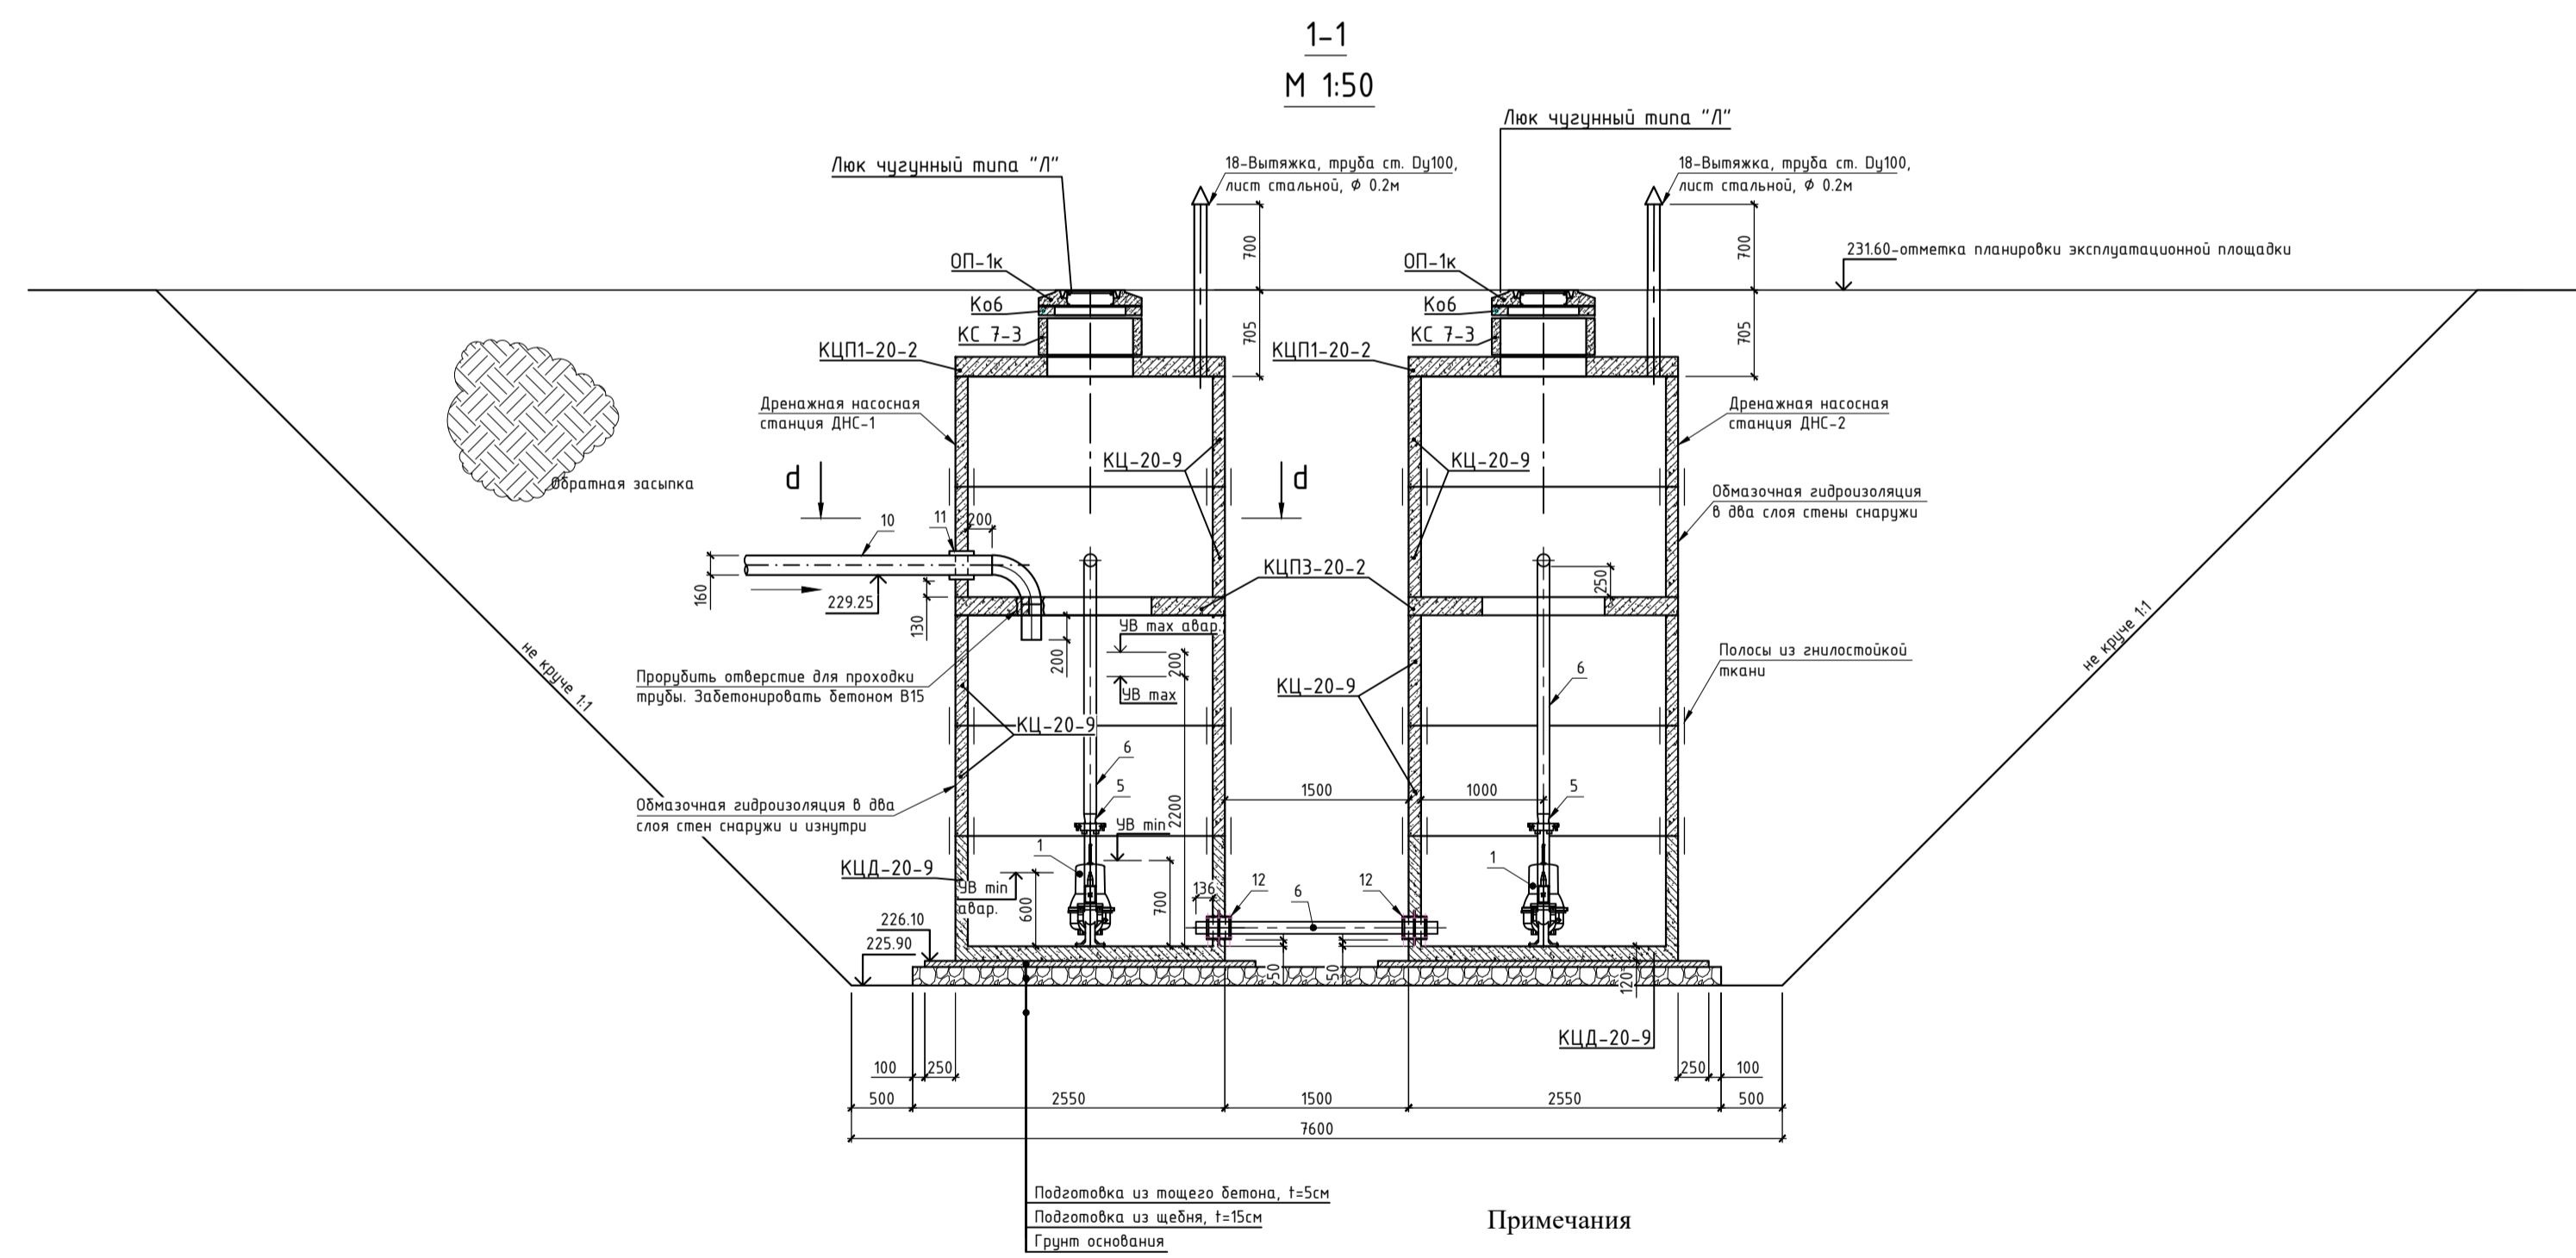 1-1
М 1:50
Люк чугунный типа "Л"
Люк чугунный типа "Л"
18-Вытяжка, труба ст. Dу100,
лист стальной, ϕ 0.2м
18-Вытяжка, труба ст. Dу100,
лист стальной, ϕ 0.2м
700
700
231.60-отметка планировки эксплуатационной площадки
ОП-1к
ОП-1к
Ко6
Ко6
КС 7-3
КС 7-3
705
705
КЦП1-20-2
КЦП1-20-2
Дренажная насосная
станция ДНС-1
Дренажная насосная
станция ДНС-2
КЦ-20-9
КЦ-20-9
d
d
Обратная засыпка
Обмазочная гидроизоляция
в два слоя стены снаружи
10
11
200
КЦП3-20-2
250
160
229.25
130
УВ max авар.
200
200
УВ max
не круче 1:1
не круче 1:1
Прорубить отверстие для проходки
трубы. Забетонировать бетоном В15
Полосы из гнилостойкой
ткани
КЦ-20-9
6
КЦ-20-9
6
5
1500
1000
5
Обмазочная гидроизоляция в два
слоя стен снаружи и изнутри
2200
УВ min
1
1
КЦД-20-9
УВ min
авар.
600
700
136
12
6
12
226.10
225.90
50
50
120
КЦД-20-9
100
250
250
100
500
2550
1500
2550
500
7600
Подготовка из тощего бетона, t=5см
Подготовка из щебня, t=15см
Грунт основания
Примечания